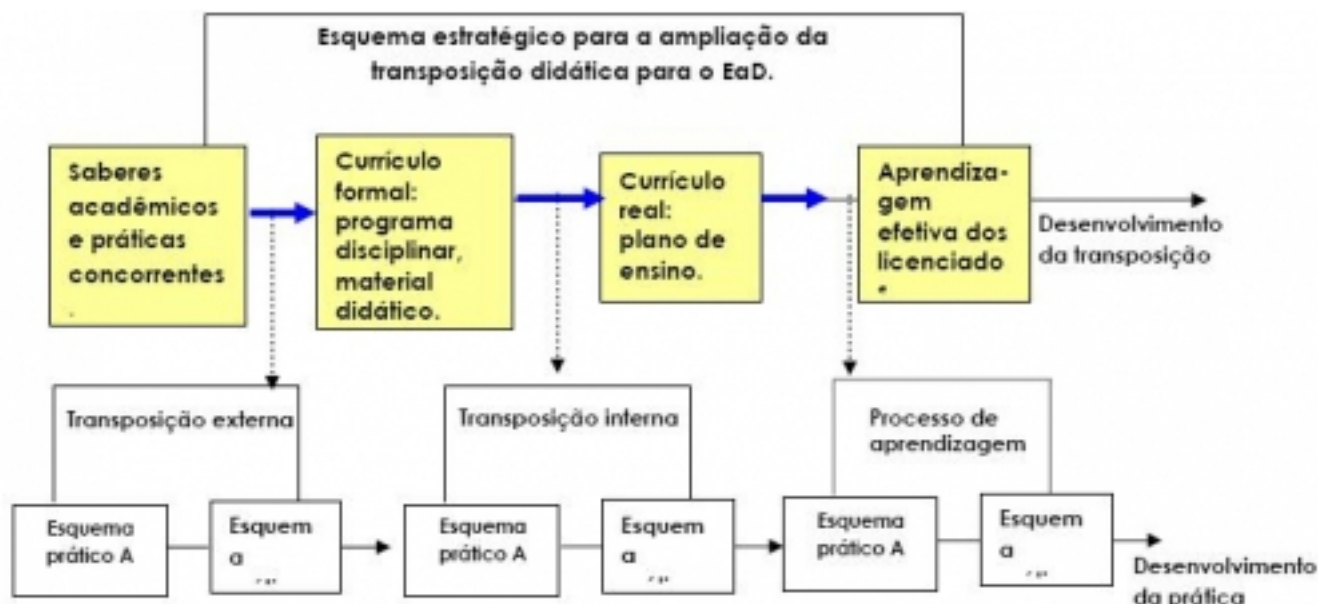 Esquema estratégico para a ampliação da
transposição didática para o EaD.
Saberes
acadêmicos
e práticas
concorrentes
.
Currículo
formal:
programa
disciplinar,
material
didático.
Currículo
real:
plano de
ensino.
Aprendiza-
gem
efetiva dos
licenciado
Desenvolvimento
da transposição
Transposição externa
Transposição interna
Processo de
aprendizagem
Esquema
prático A
Esquem
a
Esquema
prático A
Esquem
a
Esquema
prático A
Esquem
a
Desenvolvimento
da prática